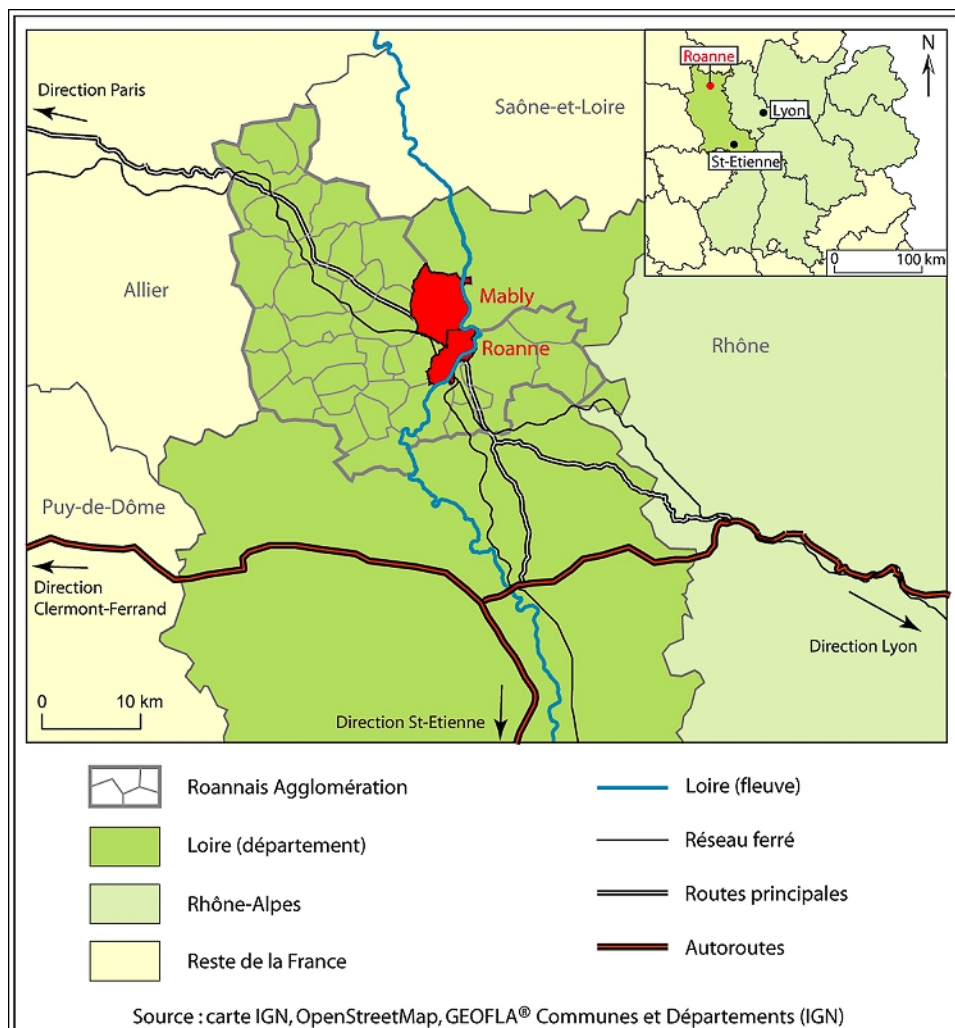 Direction Paris
Saône-et-Loire
Roanne
N
Lyon
St-Etienne
0 100 km
Allier
Mably
Roanne
Rhône
Puy-de-Dôme
Direction
Clermont-Ferrand
Direction Lyon
0 10 km
Direction St-Etienne
Roannais Agglomération
Loire (département)
Rhône-Alpes
Reste de la France
Loire (fleuve)
Réseau ferré
Routes principales
Autoroutes
Source : carte IGN, OpenStreetMap, GEOFLA® Communes et Départements (IGN)